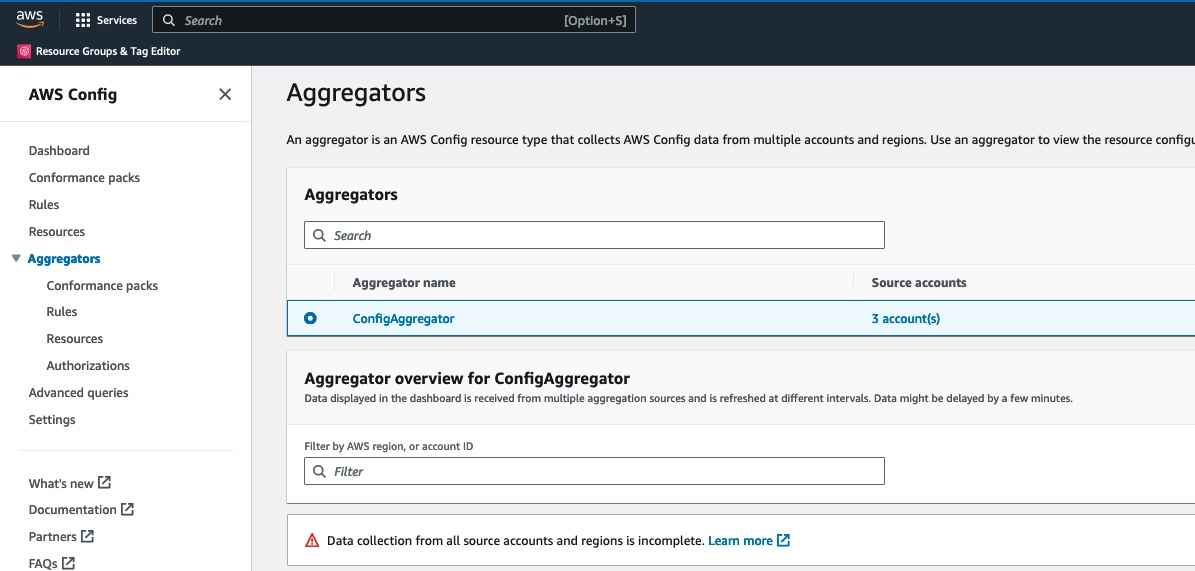 aws
Services
Search
[Option+S]
Resource Groups & Tag Editor
AWS Config
Dashboard
Conformance packs
Rules
Resources
Aggregators
Conformance packs
Rules
Resources
Authorizations
Advanced queries
Settings
What's new
Documentation
Partners
FAQs
Aggregators
An aggregator is an AWS Config resource type that collects AWS Config data from multiple accounts and regions. Use an aggregator to view the resource configu
Aggregators
Search
Aggregator name
Source accounts
ConfigAggregator
3 account(s)
Aggregator overview for ConfigAggregator
Data displayed in the dashboard is received from multiple aggregation sources and is refreshed at different intervals. Data might be delayed by a few minutes.
Filter by AWS region, or account ID
Filter
Data collection from all source accounts and regions is incomplete. Learn more